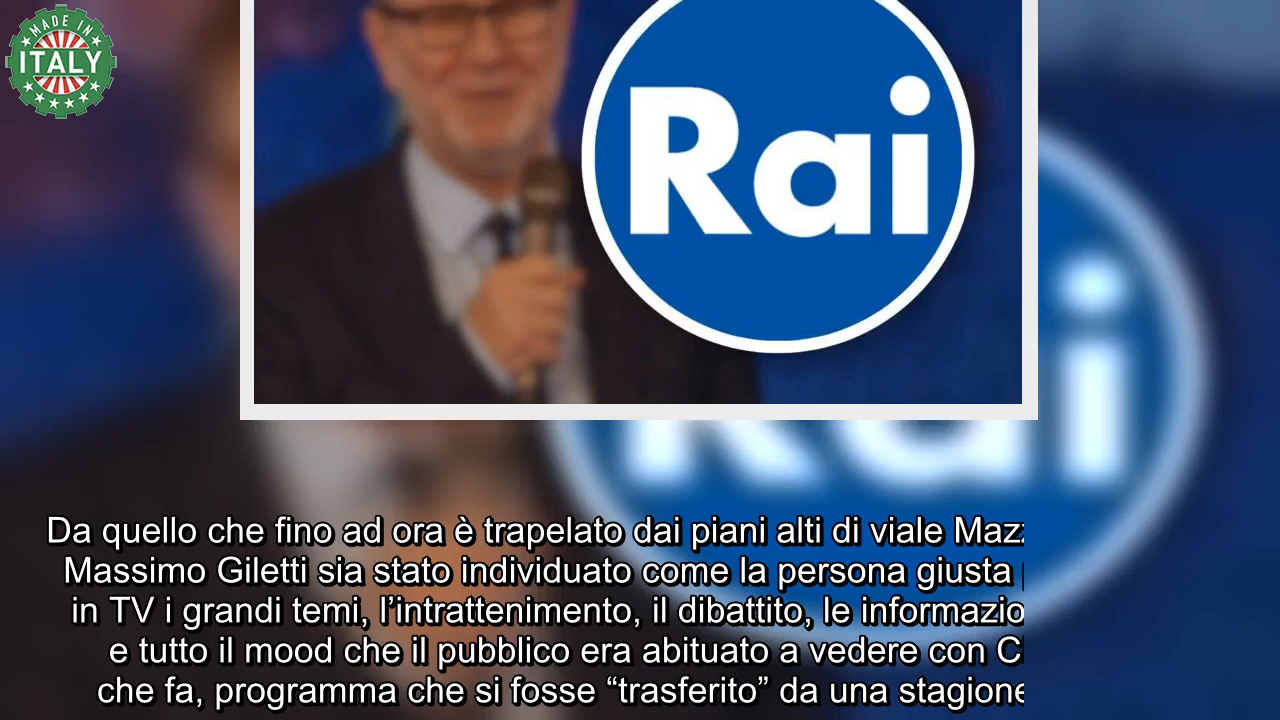 MADE IN
ITALY
Rai
Da quello che fino ad ora è trapelato dai piani alti di viale
Massimo Giletti sia stato individuato come la persona giusta
in TV i grandi temi, l’intrattenimento, il dibattito, le
e tutto il mood che il pubblico era abituato a vedere con
che fa, programma che si fosse “trasferito” da una stagione